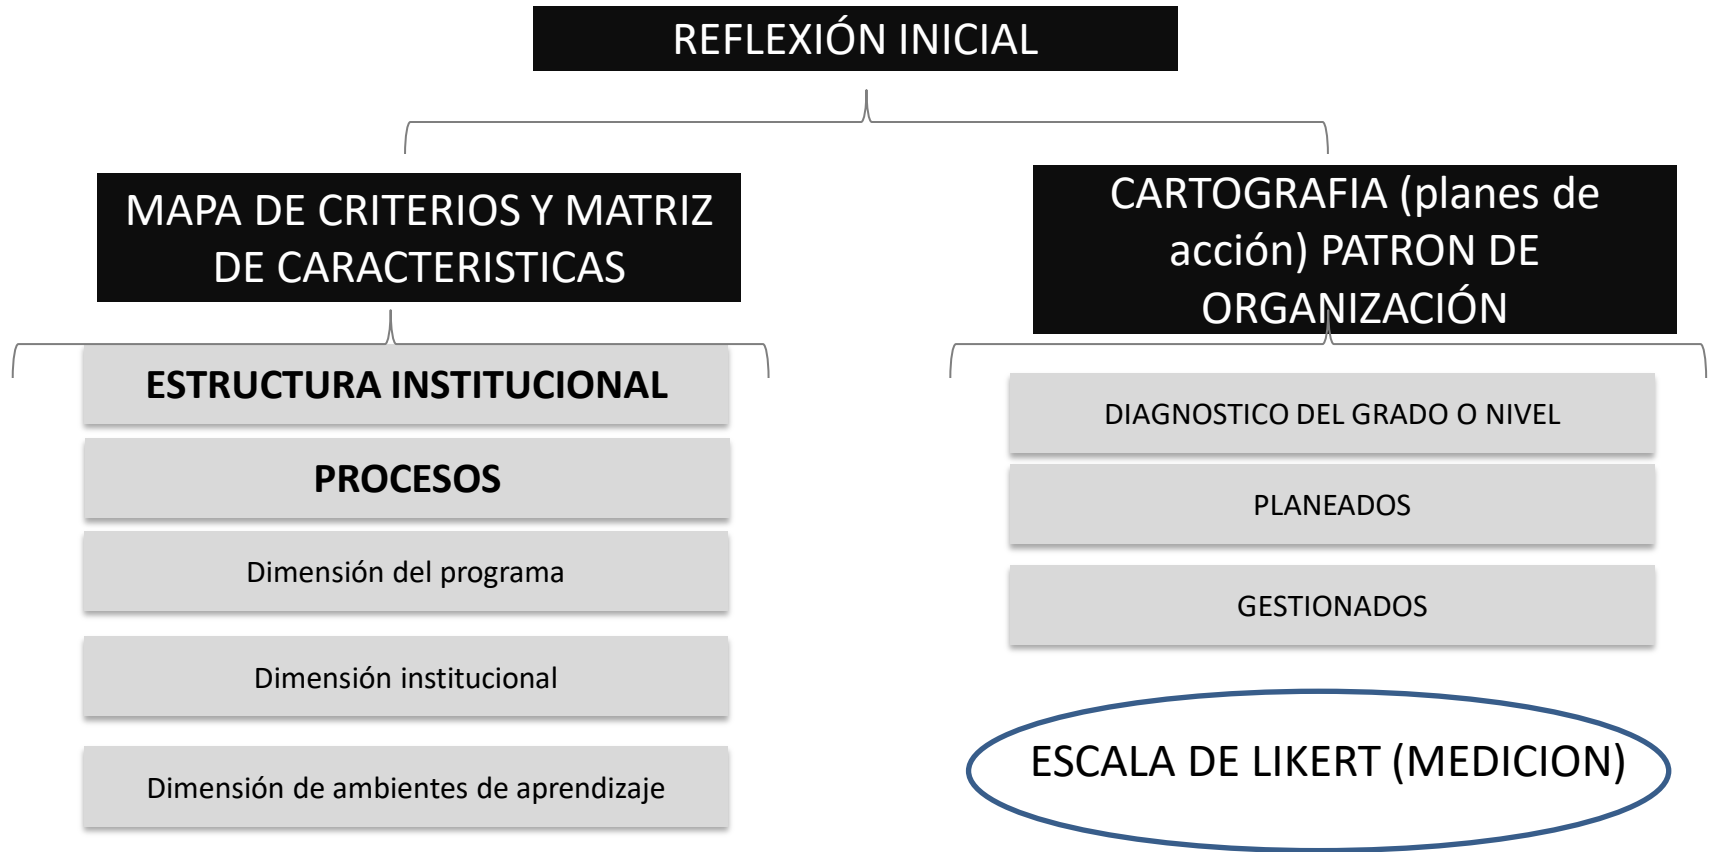 REFLEXIÓN INICIAL
MAPA DE CRITERIOS Y MATRIZ
DE CARACTERISTICAS
ESTRUCTURA INSTITUCIONAL
PROCESOS
Dimensión del programa
Dimensión institucional
Dimensión de ambientes de aprendizaje
CARTOGRAFIA (planes de
acción) PATRON DE
ORGANIZACIÓN
DIAGNOSTICO DEL GRADO O NIVEL
PLANEADOS
GESTIONADOS
ESCALA DE LIKERT (MEDICION)